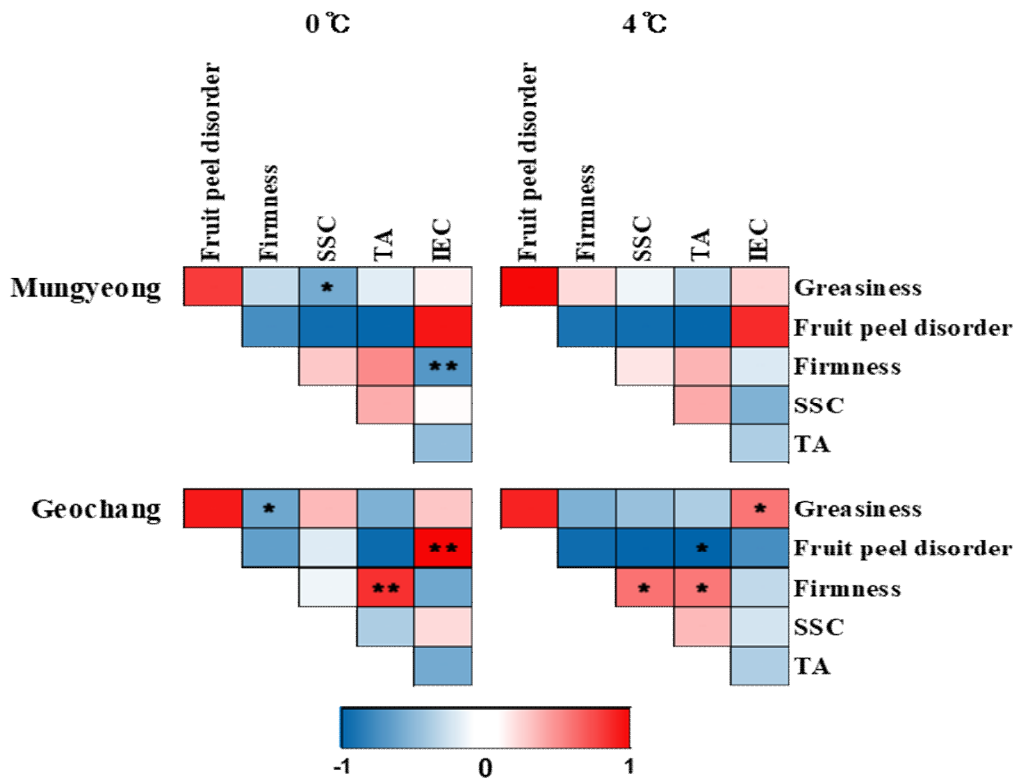 0 ℃ 4 ℃
Fruit peel disorder
Firmness
SSC
TA
IEC
Fruit peel disorder
Firmness
SSC
TA
IEC
Mungyeong
* Greasiness
Fruit peel disorder
** Firmness
SSC
TA
Geochang
* * Greasiness
** * Fruit peel disorder
** * * Firmness
SSC
TA
-1 0 1